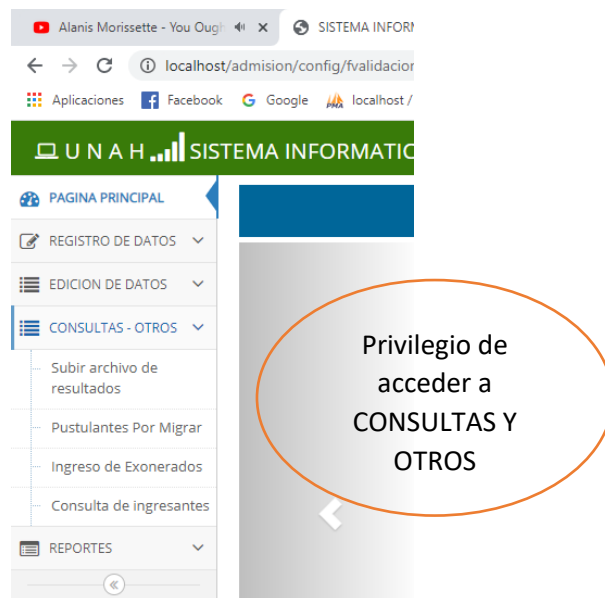 Alanis Morissette - You Ough
SISTEMA INFORM
localhost/admision/config/fvalidacion
Aplicaciones Facebook Google localhost /
U N A H SISTEMA INFORMATIC
PAGINA PRINCIPAL
REGISTRO DE DATOS
EDICION DE DATOS
CONSULTAS - OTROS
Subir archivo de
resultados
Pustulantes Por Migrar
Ingreso de Exonerados
Consulta de ingresantes
REPORTES
Privilegio de
acceder a
CONSULTAS Y
OTROS